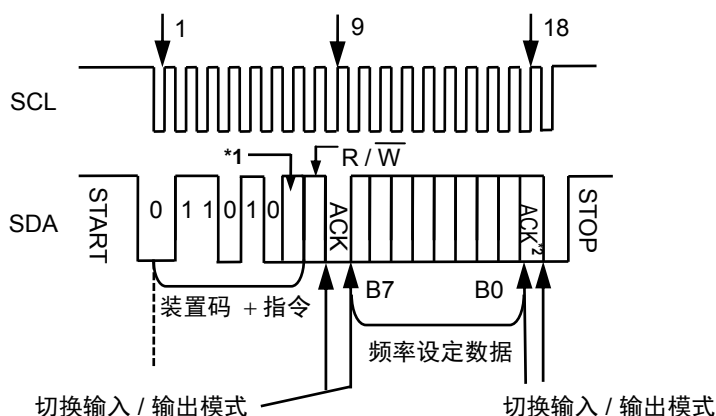 1 9 18
SCL
*1 R / W
SDA START 0 1 1 0 1 0 ACK ACK*2 STOP
B7 B0
装置码 + 指令
频率设定数据
切换输入 / 输出模式 切换输入 / 输出模式